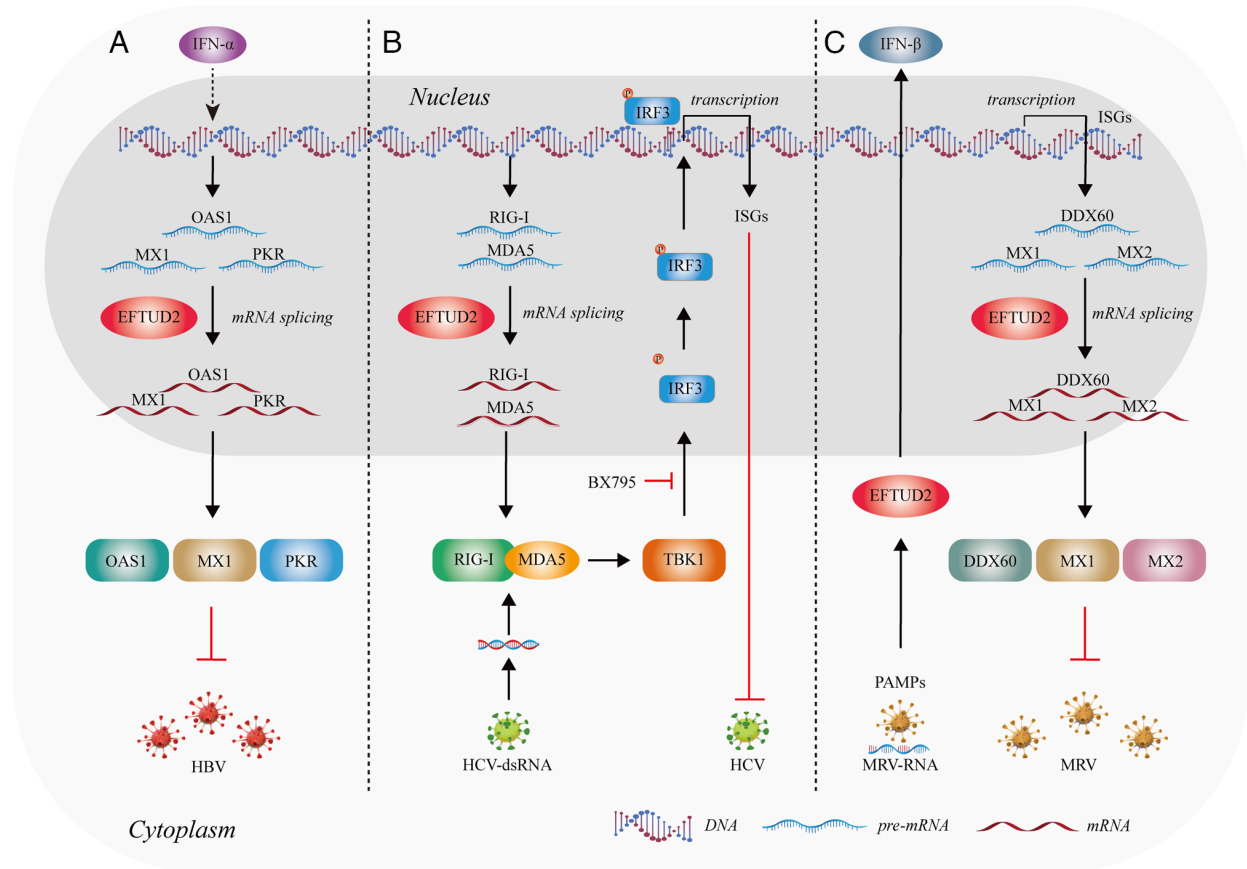 A
IFN-α
Nucleus
OAS1
MX1
PKR
EFTUD2
mRNA splicing
OAS1
MX1
PKR
OAS1
MX1
PKR
HBV
Cytoplasm
B
P
IRF3
transcription
RIG-I
MDA5
ISGs
P
IRF3
EFTUD2
mRNA splicing
P
IRF3
RIG-I
MDA5
BX795
RIG-I
MDA5
TBK1
HCV-dsRNA
HCV
C
IFN-β
transcription
ISGs
DDX60
MX1
MX2
EFTUD2
mRNA splicing
DDX60
MX1
MX2
EFTUD2
DDX60
MX1
MX2
PAMPs
MRV-RNA
MRV
DNA
pre-mRNA
mRNA